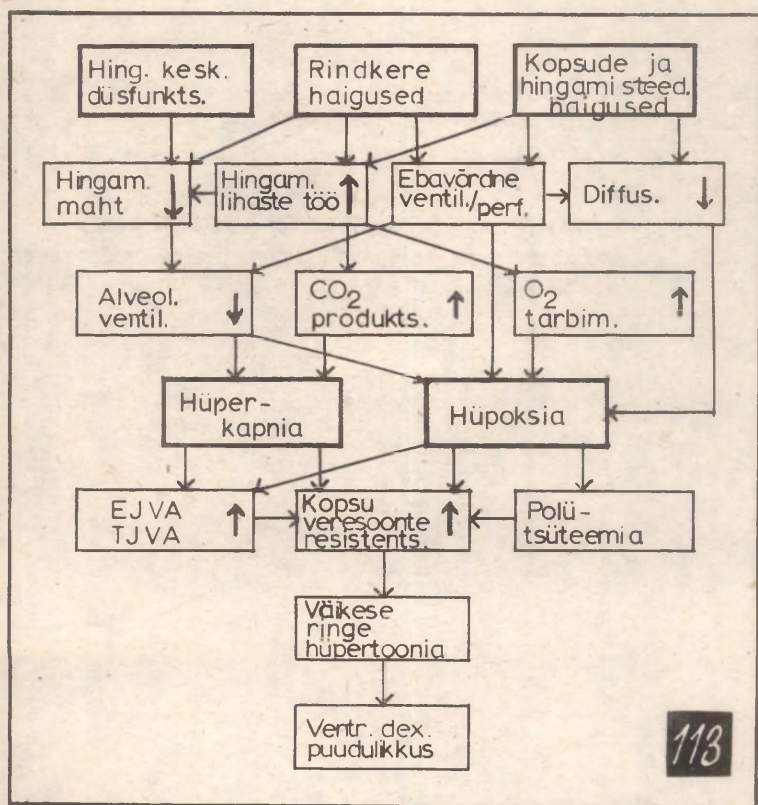 Hing. kesk.
düsfunkts.
Rindkere
haigused
Kopsude ja
hingamisteed.
haigused
Hingam.
maht ↓
Hingam.
lihaste töö ↑
Ebavõrdne
ventil./perf.
Diffus. ↓
Alveol.
ventil. ↓
CO2
produkts. ↑
O2
tarbim. ↑
Hüper-
kapnia
Hüpoksia
EJVA
TJVA ↑
Kopsu
veresoonte
resistents. ↑
Polü-
tsüteemia
Väikese
ringe
hüpertoonia
Ventr. dex.
puudulikkus
113